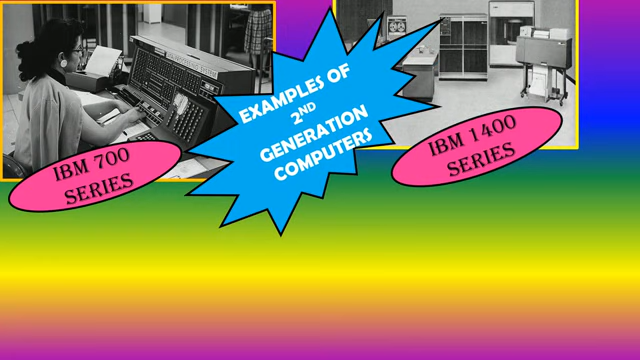 EXAMPLES OF
2ND
GENERATION
COMPUTERS
IBM 700
SERIES
IBM 1400
SERIES